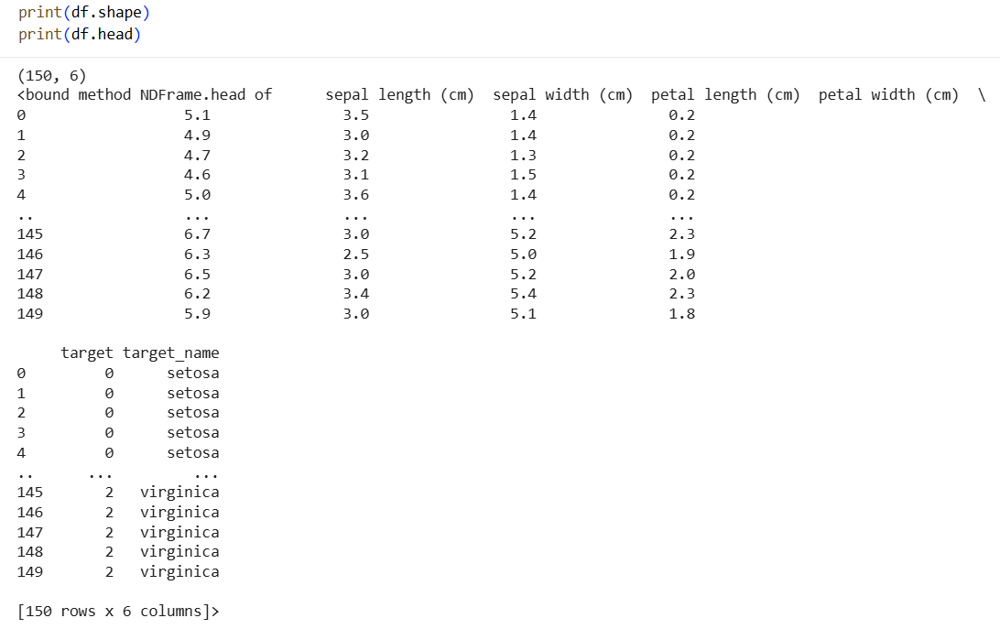 print(df.shape)
print(df.head)
(150, 6)
<bound method NDFrame.head of      sepal length (cm)  sepal width (cm)  petal length (cm)  petal width (cm)  \
0                  5.1               3.5                1.4               0.2
1                  4.9               3.0                1.4               0.2
2                  4.7               3.2                1.3               0.2
3                  4.6               3.1                1.5               0.2
4                  5.0               3.6                1.4               0.2
..                 ...               ...                ...               ...
145                6.7               3.0                5.2               2.3
146                6.3               2.5                5.0               1.9
147                6.5               3.0                5.2               2.0
148                6.2               3.4                5.4               2.3
149                5.9               3.0                5.1               1.8
     target target_name
0         0      setosa
1         0      setosa
2         0      setosa
3         0      setosa
4         0      setosa
..      ...         ...
145       2   virginica
146       2   virginica
147       2   virginica
148       2   virginica
149       2   virginica
[150 rows x 6 columns]>